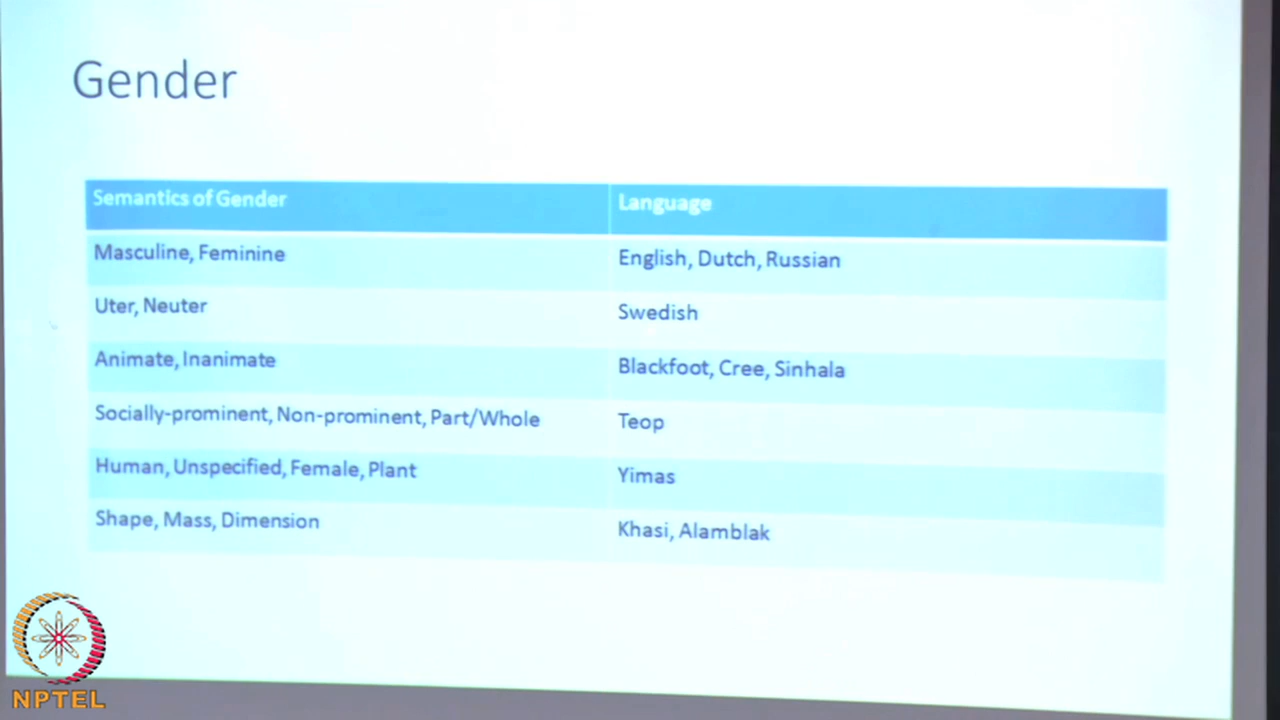 Gender
Semantics of Gender Language
Masculine, Feminine English, Dutch, Russian
Uter, Neuter Swedish
Animate, Inanimate Blackfoot, Cree, Sinhala
Socially-prominent, Non-prominent, Part/Whole Teop
Human, Unspecified, Female, Plant Yimas
Shape, Mass, Dimension Khasi, Alamblak
NPTEL